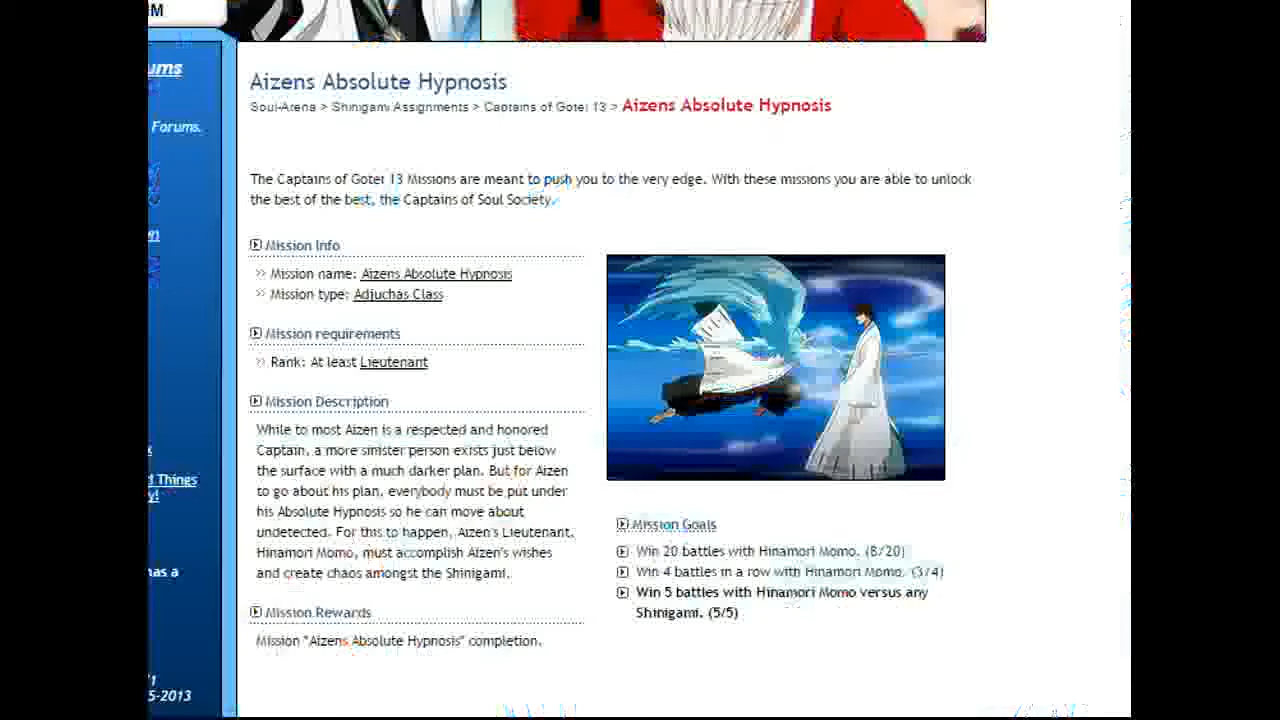 M
ums
Aizens Absolute Hypnosis
Soul-Arena > Shinigami Assignments > Captains of Gotei 13 > Aizens Absolute Hypnosis
Forums.
The Captains of Gotei 13 Missions are meant to push you to the very edge. With these missions you are able to unlock
the best of the best, the Captains of Soul Society.
en
Mission Info
Mission name: Aizens Absolute Hypnosis
Mission type: Adjuchas Class
Mission requirements
Rank: At least Lieutenant
Mission Description
While to most Aizen is a respected and honored
Captain, a more sinister person exists just below
the surface with a much darker plan. But for Aizen
to go about his plan, everybody must be put under
his Absolute Hypnosis so he can move about
undetected. For this to happen, Aizen's Lieutenant,
Hinamori Momo, must accomplish Aizen's wishes
and create chaos amongst the Shinigami.
Things
y!
has a
Mission Goals
Win 20 battles with Hinamori Momo. (8/20)
Win 4 battles in a row with Hinamori Momo. (3/4)
Win 5 battles with Hinamori Momo versus any
Shinigami. (5/5)
Mission Rewards
Mission "Aizens Absolute Hypnosis" completion.
5-2013